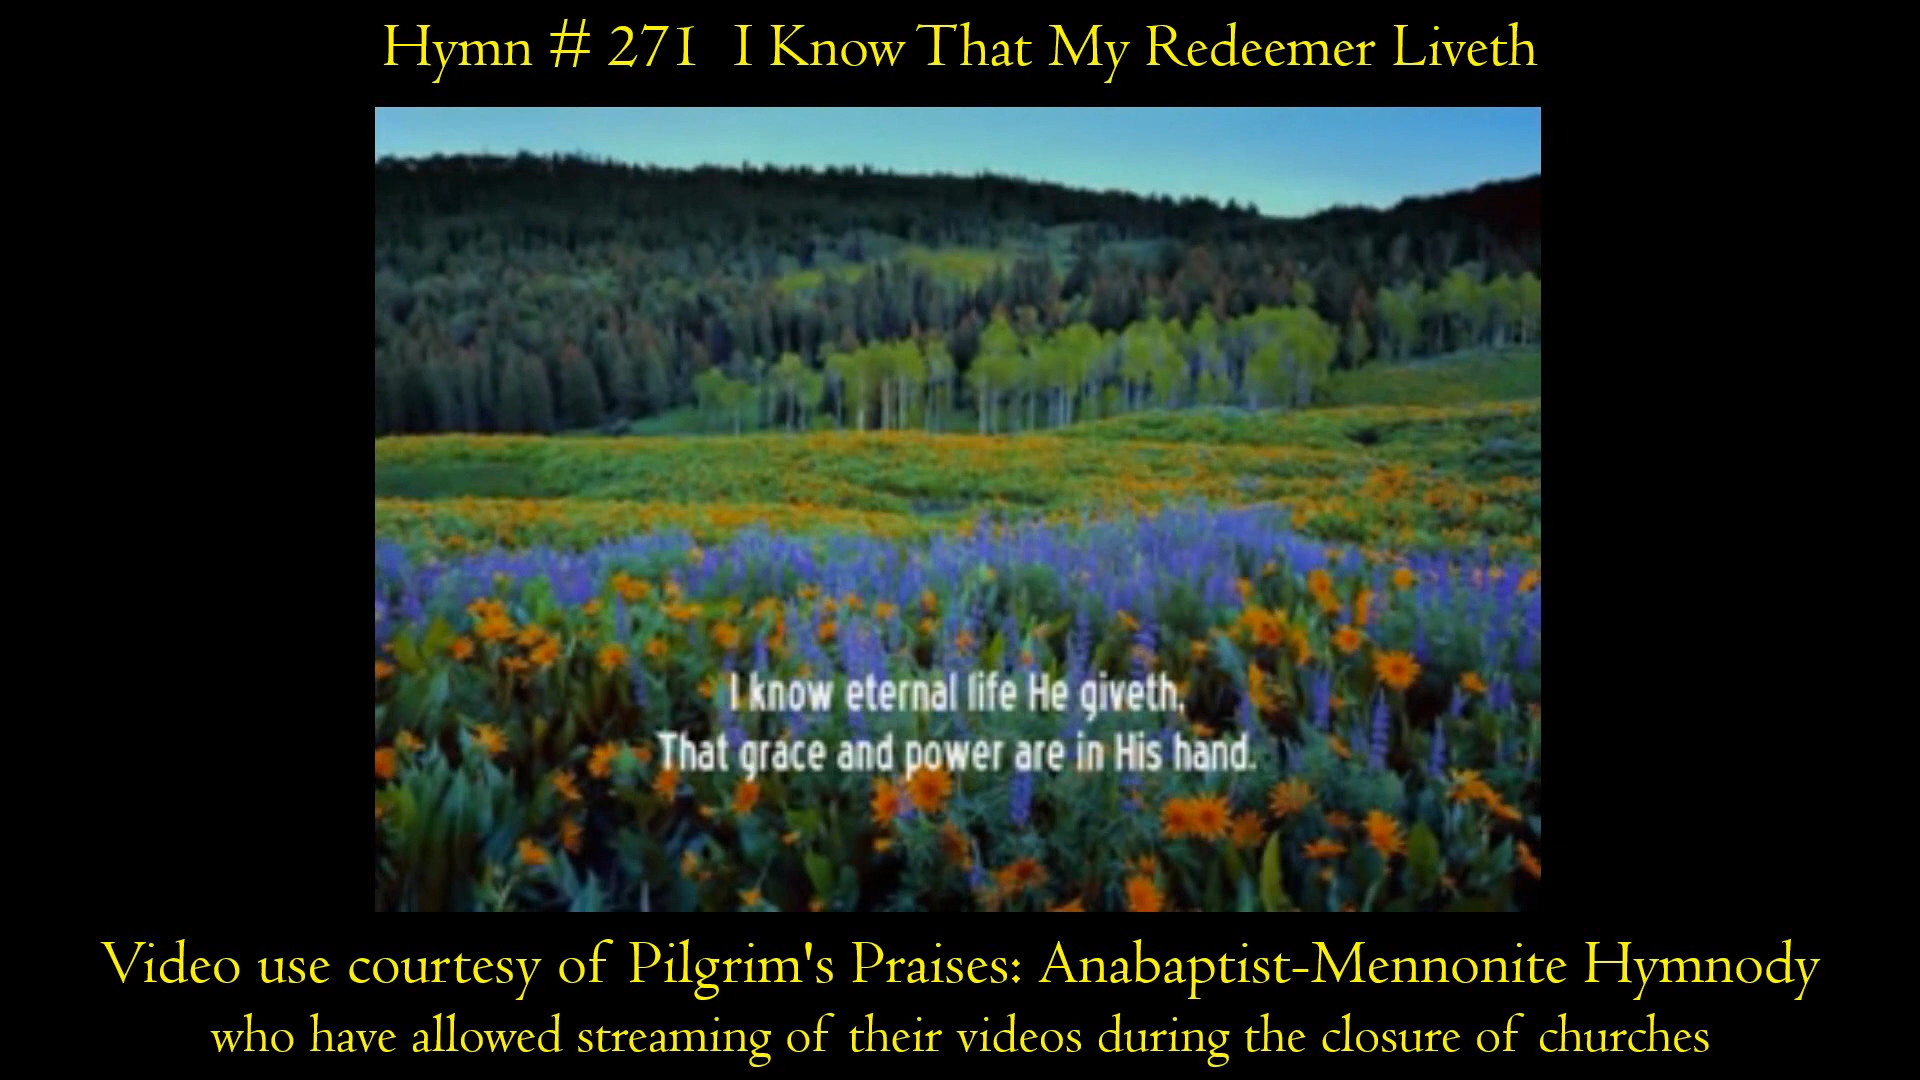 Hymn # 271 I Know That My Redeemer Liveth
I know eternal life He giveth,
That grace and power are in His hand.
Video use courtesy of Pilgrim's Praises: Anabaptist-Mennonite Hymnody
who have allowed streaming of their videos during the closure of churches